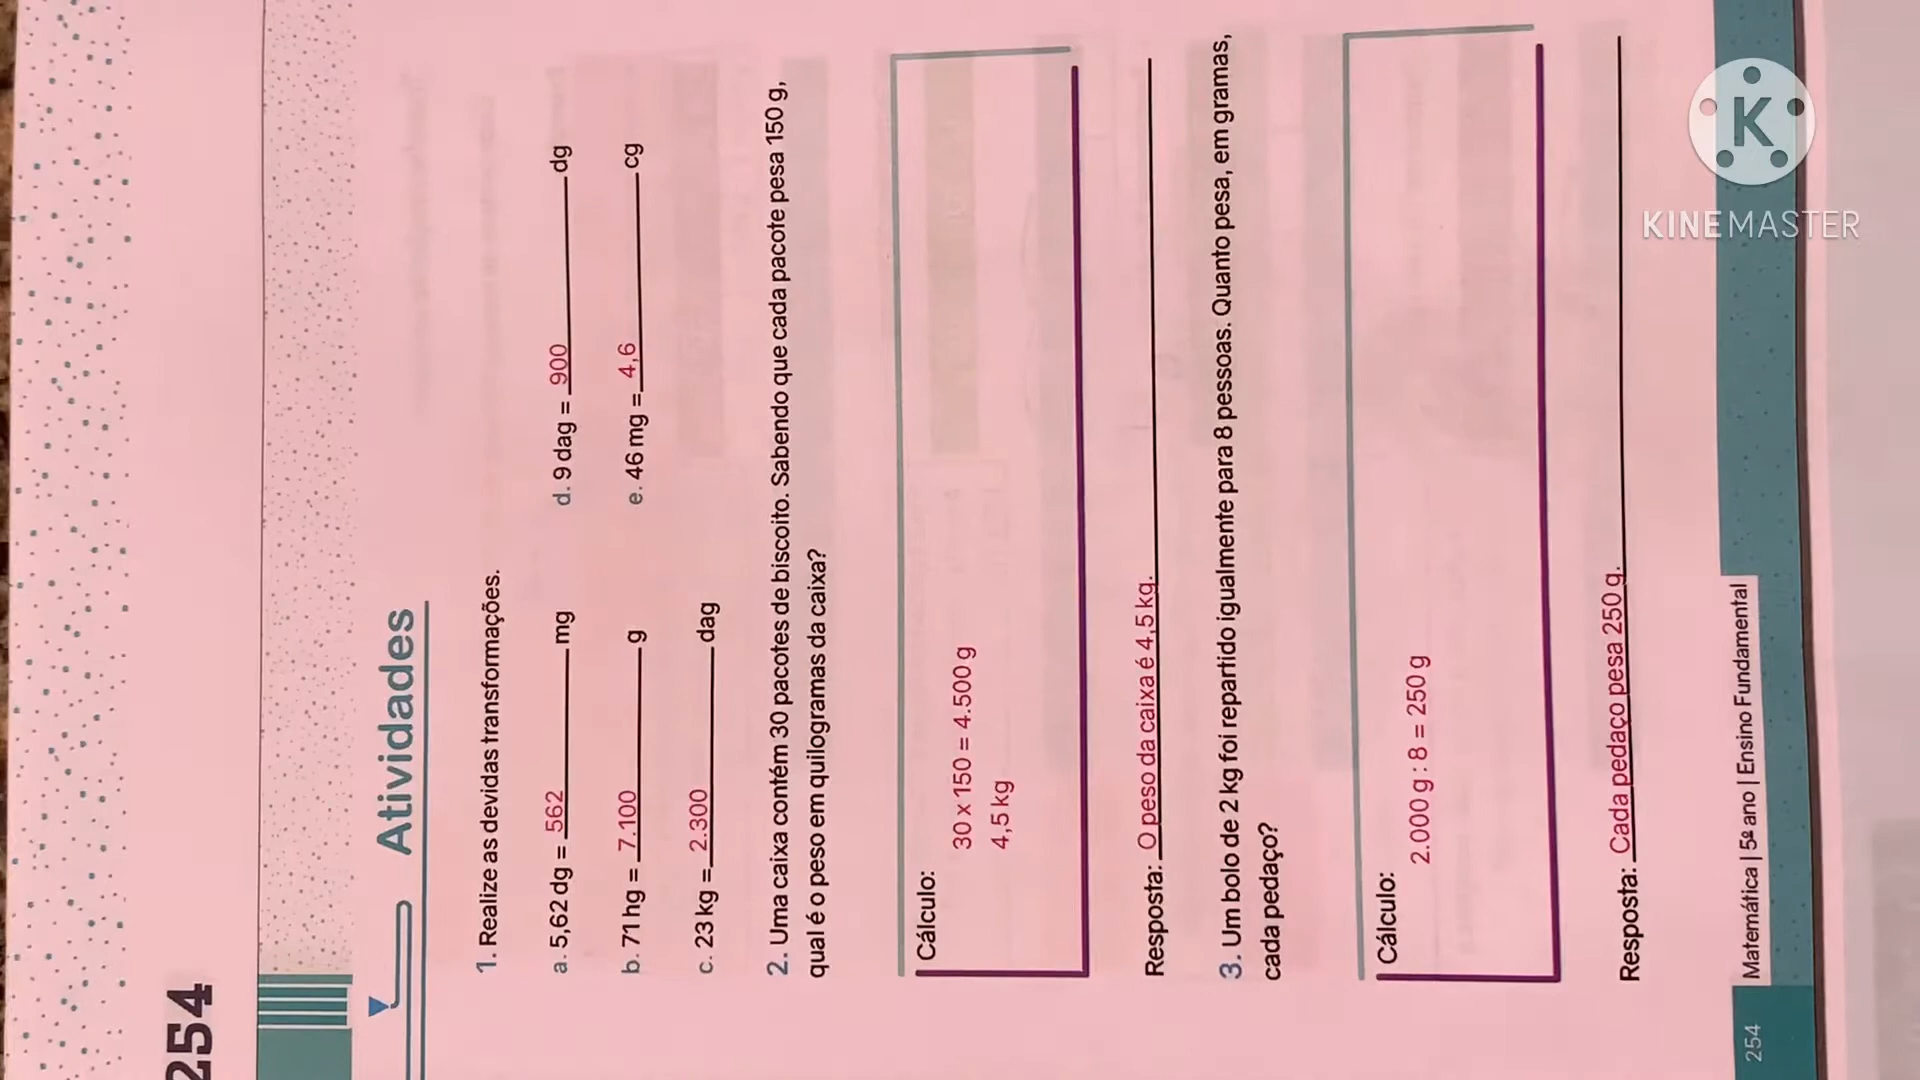 254
Atividades
1. Realize as devidas transformações.
a. 5,62 dg = 562 mg
d. 9 dag = 900 dg
b. 71 hg = 7.100 g
e. 46 mg = 4,6 cg
c. 23 kg = 2.300 dag
2. Uma caixa contém 30 pacotes de biscoito. Sabendo que cada pacote pesa 150 g,
qual é o peso em quilogramas da caixa?
Cálculo:
30 x 150 = 4.500 g
4,5 kg
Resposta: O peso da caixa é 4,5 kg.
3. Um bolo de 2 kg foi repartido igualmente para 8 pessoas. Quanto pesa, em gramas,
cada pedaço?
Cálculo:
2.000 g : 8 = 250 g
Resposta: Cada pedaço pesa 250 g.
254
Matemática | 5º ano | Ensino Fundamental
K
KINEMASTER